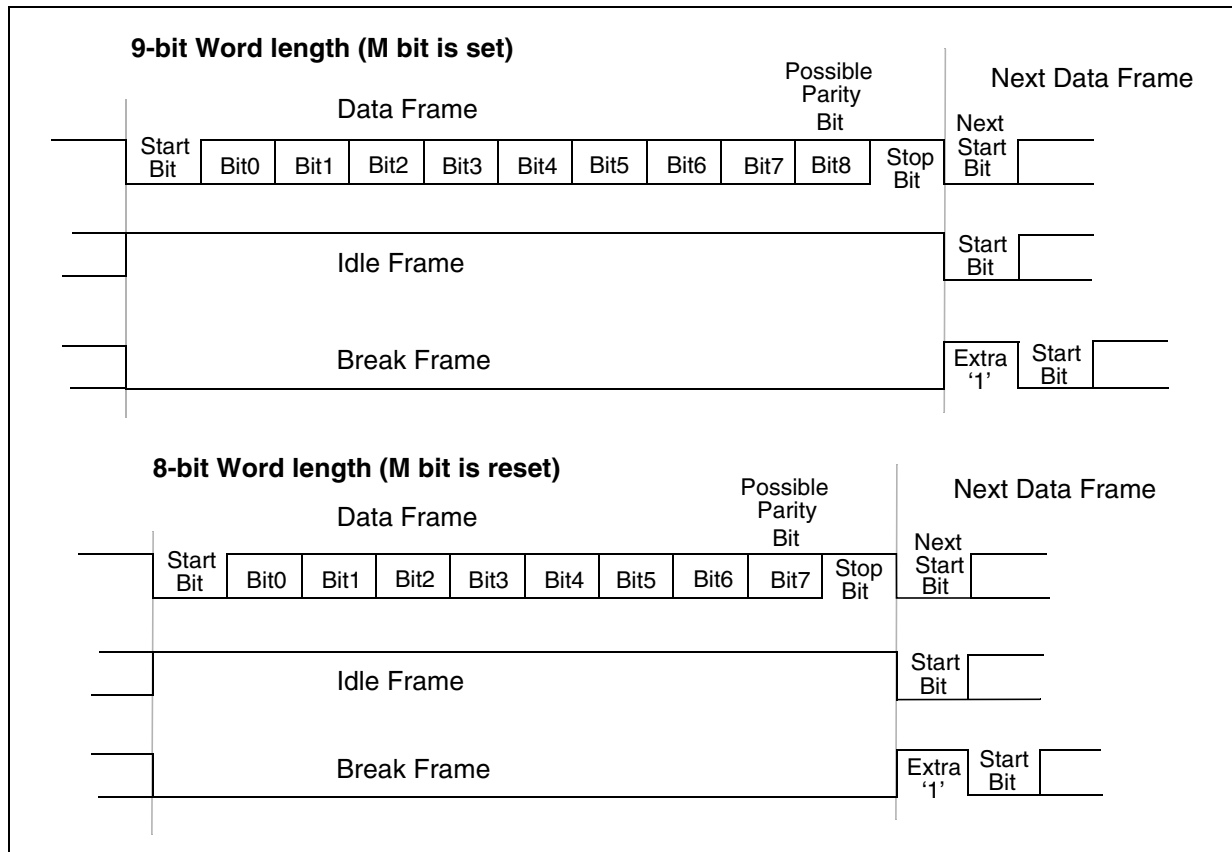 9-bit Word length (M bit is set)
Possible
Parity
Bit
Next Data Frame
Data Frame
Next
Start
Bit
Start
Bit
Bit0
Bit1
Bit2
Bit3
Bit4
Bit5
Bit6
Bit7
Bit8
Stop
Bit
Idle Frame
Start
Bit
Break Frame
Extra
‘1’
Start
Bit
8-bit Word length (M bit is reset)
Possible
Parity
Bit
Next Data Frame
Data Frame
Next
Start
Bit
Start
Bit
Bit0
Bit1
Bit2
Bit3
Bit4
Bit5
Bit6
Bit7
Stop
Bit
Idle Frame
Start
Bit
Break Frame
Extra
‘1’
Start
Bit